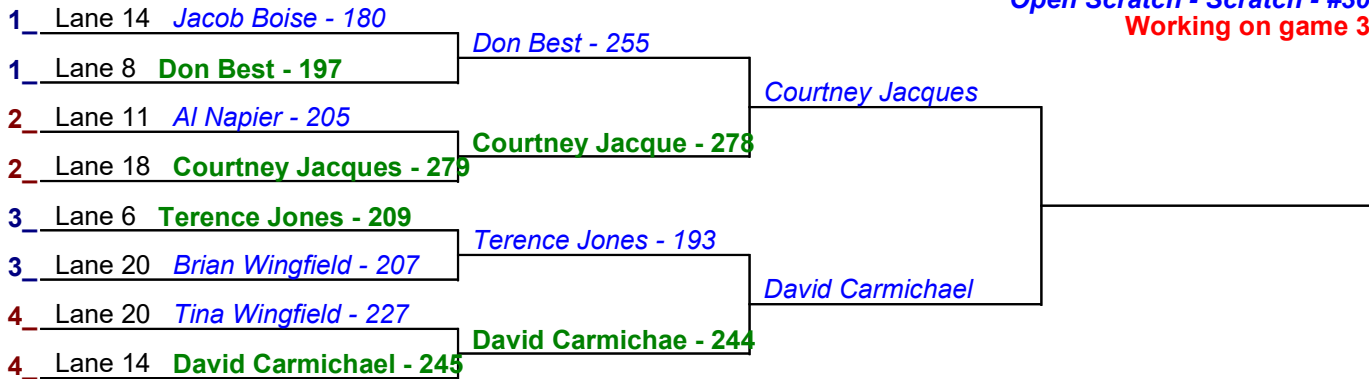 Open Scratch - Scratch - #30
Working on game 3
1_ Lane 14 Jacob Boise - 180
Don Best - 255
1_ Lane 8 Don Best - 197
Courtney Jacques
2_ Lane 11 Al Napier - 205
Courtney Jacque - 278
2_ Lane 18 Courtney Jacques - 279
3_ Lane 6 Terence Jones - 209
Terence Jones - 193
3_ Lane 20 Brian Wingfield - 207
David Carmichael
4_ Lane 20 Tina Wingfield - 227
David Carmichae - 244
4_ Lane 14 David Carmichael - 245